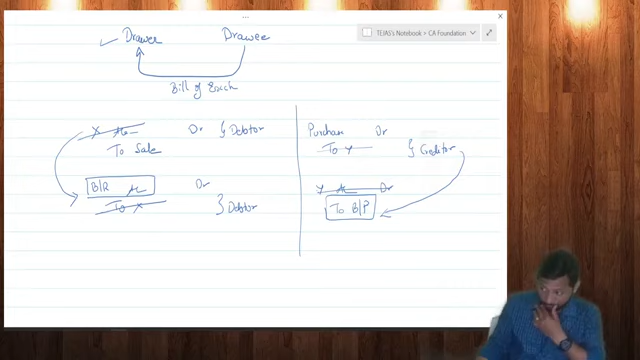 Drawer Drawee
TEJAS's Notebook > CA Foundation
Bill of Exch
X A/c Dr } Debtor
To Sale
B/R A/c Dr
To X } Debtor
Purchase Dr
To Y } Creditor
Y A/c Dr
To B/P